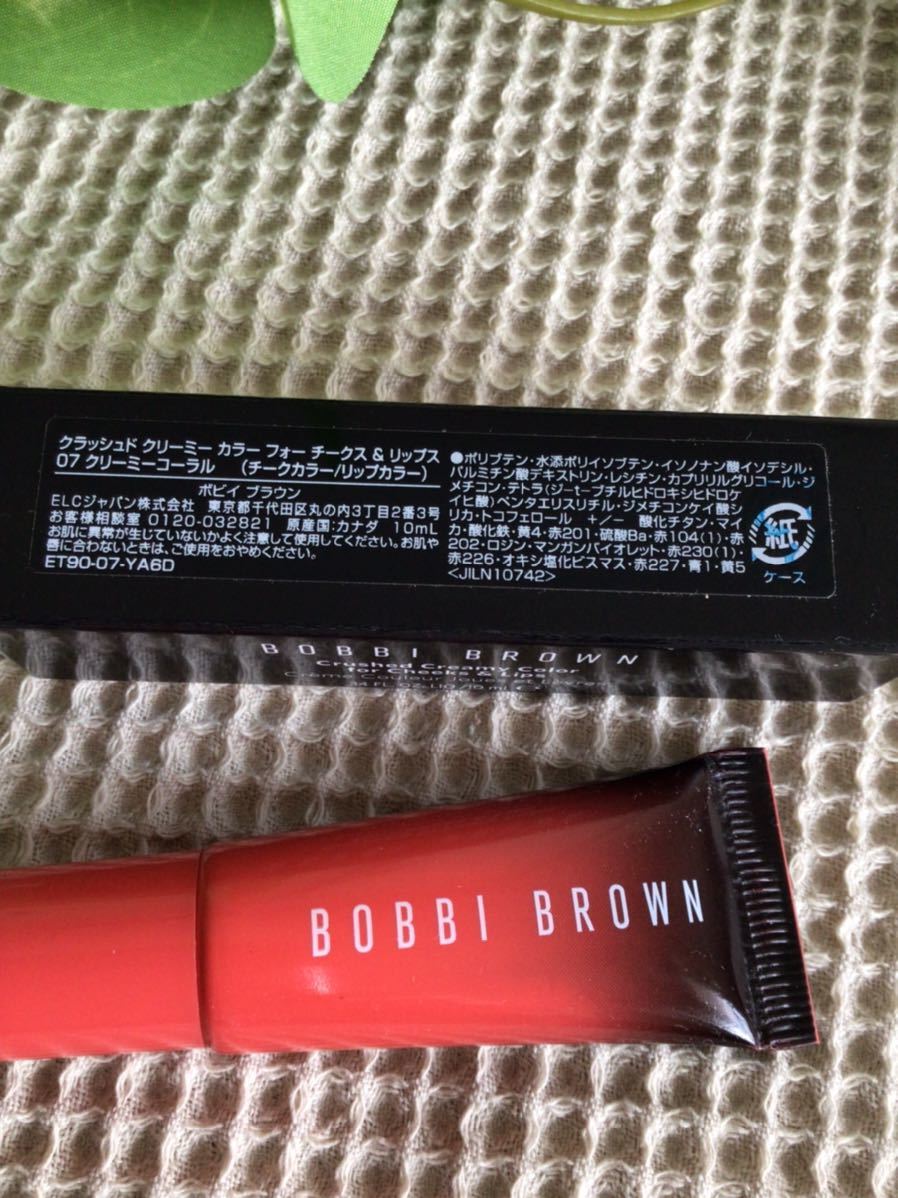 クラッシュド クリーミー カラー フォー チークス & リップス
07 クリーミーコーラル （チークカラー/リップカラー）
ボビイ ブラウン
ELCジャパン株式会社 東京都千代田区丸の内3丁目2番3号
お客様相談室 0120-032821 原産国:カナダ 10mL
お肌に異常が生じていないかよく注意して使用してください。お肌や
唇に合わないときは、ご使用をおやめください。
ET90-07-YA6D
●ポリブテン・水添ポリイソブテン・イソノナン酸イソデシル・
パルミチン酸デキストリン・レシチン・カプリリルグリコール・ジ
メチコン・テトラ(ジ-t-ブチルヒドロキシヒドロケ
イヒ酸)ペンタエリスリチル・ジメチコンケイ酸シ
リカ・トコフェロール +/- 酸化チタン・マイ
カ・酸化鉄・黄4・赤201・硫酸Ba・赤104(1)・赤
202・ロジン・マンガンバイオレット・赤230(1)・
赤226・オキシ塩化ビスマス・赤227・青1・黄5
<JILN10742>
紙
ケース
BOBBI BROWN
Crushed Creamy Color
for Cheeks & Lips
Crème Couleur
BOBBI BROWN